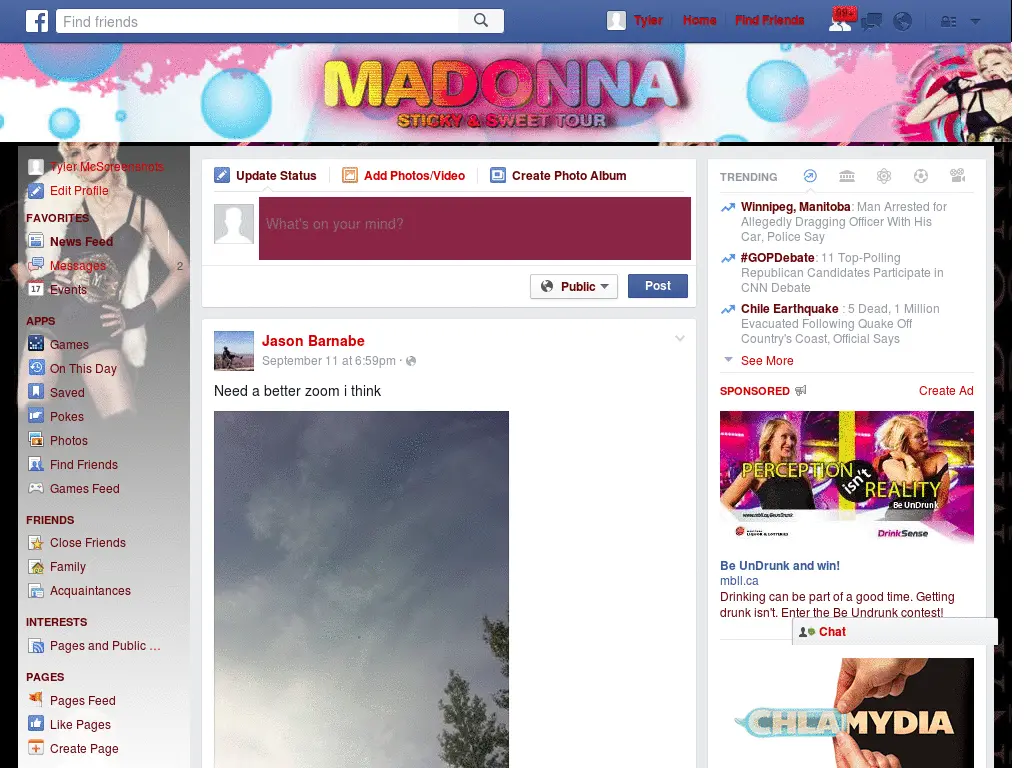 Find friends
Tyler Home Find Friends
99+
MADONNA
STICKY & SWEET TOUR
Tyler McScreenshots
Edit Profile
FAVORITES
News Feed
Messages 2
17 Events
APPS
Games
On This Day
Saved
Pokes
Photos
Find Friends
Games Feed
FRIENDS
Close Friends
Family
Acquaintances
INTERESTS
Pages and Public ...
PAGES
Pages Feed
Like Pages
Create Page
Update Status Add Photos/Video Create Photo Album
What's on your mind?
Public Post
Jason Barnabe
September 11 at 6:59pm ·
Need a better zoom i think
TRENDING
Winnipeg, Manitoba: Man Arrested for
Allegedly Dragging Officer With His
Car, Police Say
#GOPDebate: 11 Top-Polling
Republican Candidates Participate in
CNN Debate
Chile Earthquake : 5 Dead, 1 Million
Evacuated Following Quake Off
Country's Coast, Official Says
See More
SPONSORED Create Ad
PERCEPTION
isn't
REALITY
Be UnDrunk
LIQUOR & LOTTERIES
DrinkSense
Be UnDrunk and win!
mbll.ca
Drinking can be part of a good time. Getting
drunk isn't. Enter the Be Undrunk contest!
Chat
CHLAMYDIA